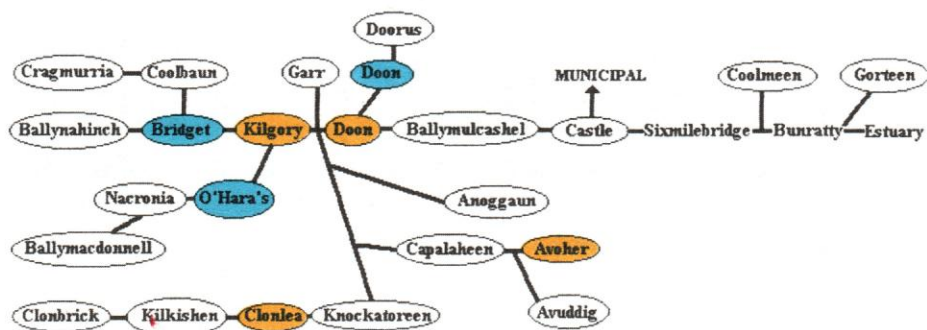 Doorus
Cragmurria Coolbaun Garr Doon MUNICIPAL Coolmeen Gorteen
Ballynahinch Bridget Kilgory Doon Ballymulcashel Castle Sixmilebridge Bunratty Estuary
Nacronia O'Hara's Anoggaun
Ballymacdonnell Capalaheen Avoher
Clonbrick Kilkishen Clonlea Knockatoreen Avuddig